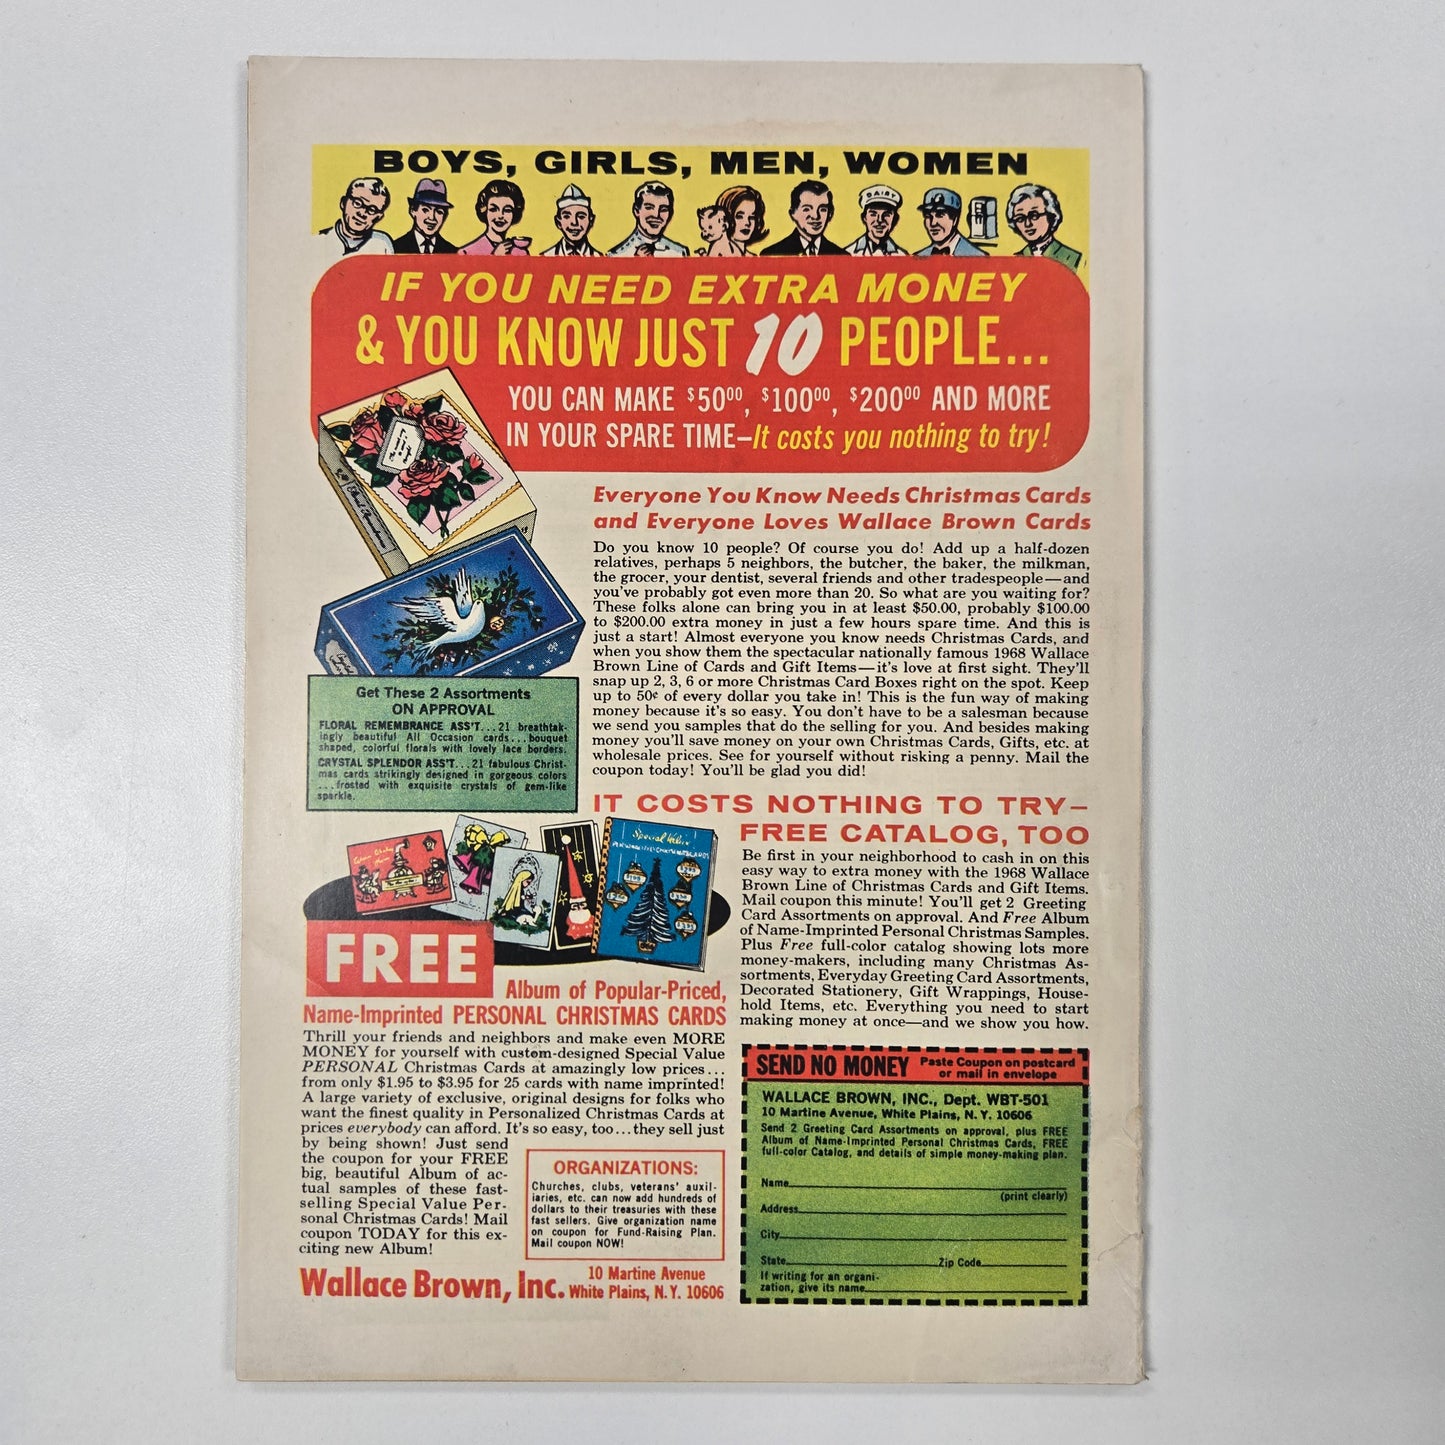 BOYS, GIRLS, MEN, WOMEN
DAIRY
IF YOU NEED EXTRA MONEY
& YOU KNOW JUST 10 PEOPLE...
YOU CAN MAKE $50⁰⁰, $100⁰⁰, $200⁰⁰ AND MORE
IN YOUR SPARE TIME—It costs you nothing to try!
Everyone You Know Needs Christmas Cards
and Everyone Loves Wallace Brown Cards
Do you know 10 people? Of course you do! Add up a half-dozen
relatives, perhaps 5 neighbors, the butcher, the baker, the milkman,
the grocer, your dentist, several friends and other tradespeople—and
you've probably got even more than 20. So what are you waiting for?
These folks alone can bring you in at least $50.00, probably $100.00
to $200.00 extra money in just a few hours spare time. And this is
just a start! Almost everyone you know needs Christmas Cards, and
when you show them the spectacular nationally famous 1968 Wallace
Brown Line of Cards and Gift Items—it's love at first sight. They'll
snap up 2, 3, 6 or more Christmas Card Boxes right on the spot. Keep
up to 50¢ of every dollar you take in! This is the fun way of making
money because it's so easy. You don't have to be a salesman because
we send you samples that do the selling for you. And besides making
money you'll save money on your own Christmas Cards, Gifts, etc. at
wholesale prices. See for yourself without risking a penny. Mail the
coupon today! You'll be glad you did!
Get These 2 Assortments
ON APPROVAL
FLORAL REMEMBRANCE ASS'T...21 breathtak-
ingly beautiful All Occasion cards...bouquet
shaped, colorful florals with lovely lace borders.
CRYSTAL SPLENDOR ASS'T...21 fabulous Christ-
mas cards strikingly designed in gorgeous colors
...frosted with exquisite crystals of gem-like
sparkle.
IT COSTS NOTHING TO TRY—
FREE CATALOG, TOO
Be first in your neighborhood to cash in on this
easy way to extra money with the 1968 Wallace
Brown Line of Christmas Cards and Gift Items.
Mail coupon this minute! You'll get 2 Greeting
Card Assortments on approval. And Free Album
of Name-Imprinted Personal Christmas Samples.
Plus Free full-color catalog showing lots more
money-makers, including many Christmas As-
sortments, Everyday Greeting Card Assortments,
Decorated Stationery, Gift Wrappings, House-
hold Items, etc. Everything you need to start
making money at once—and we show you how.
Special Value
PERSONALIZED CHRISTMAS CARDS
FREE
Album of Popular-Priced,
Name-Imprinted PERSONAL CHRISTMAS CARDS
Thrill your friends and neighbors and make even MORE
MONEY for yourself with custom-designed Special Value
PERSONAL Christmas Cards at amazingly low prices...
from only $1.95 to $3.95 for 25 cards with name imprinted!
A large variety of exclusive, original designs for folks who
want the finest quality in Personalized Christmas Cards at
prices everybody can afford. It's so easy, too...they sell just
by being shown! Just send
the coupon for your FREE
big, beautiful Album of ac-
tual samples of these fast-
selling Special Value Per-
sonal Christmas Cards! Mail
coupon TODAY for this ex-
citing new Album!
ORGANIZATIONS:
Churches, clubs, veterans' auxil-
iaries, etc. can now add hundreds of
dollars to their treasuries with these
fast sellers. Give organization name
on coupon for Fund-Raising Plan.
Mail coupon NOW!
Wallace Brown, Inc. 10 Martine Avenue
White Plains, N.Y. 10606
SEND NO MONEY Paste Coupon on postcard
or mail in envelope
WALLACE BROWN, INC., Dept. WBT-501
10 Martine Avenue, White Plains, N. Y. 10606
Send 2 Greeting Card Assortments on approval, plus FREE
Album of Name-Imprinted Personal Christmas Cards, FREE
full-color Catalog, and details of simple money-making plan.
Name
(print clearly)
Address
City
State Zip Code
If writing for an organi-
zation, give its name